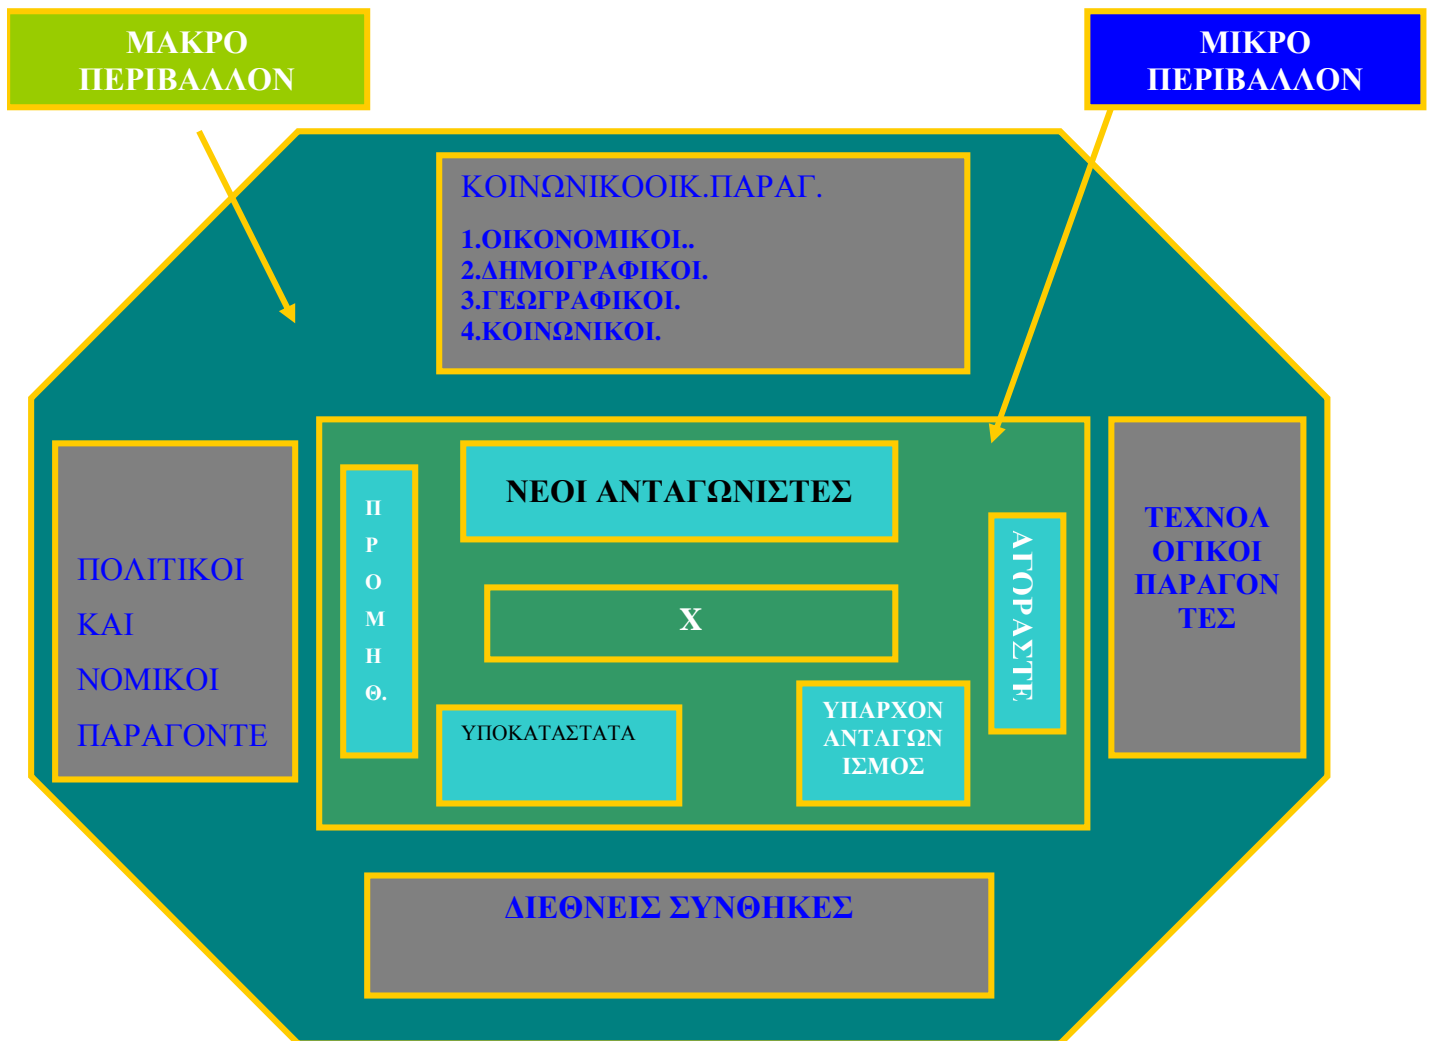 ΜΑΚΡΟ
ΠΕΡΙΒΑΛΛΟΝ
ΜΙΚΡΟ
ΠΕΡΙΒΑΛΛΟΝ
ΚΟΙΝΩΝΙΚΟΟΙΚ.ΠΑΡΑΓ.
1.ΟΙΚΟΝΟΜΙΚΟΙ..
2.ΔΗΜΟΓΡΑΦΙΚΟΙ.
3.ΓΕΩΓΡΑΦΙΚΟΙ.
4.ΚΟΙΝΩΝΙΚΟΙ.
ΠΟΛΙΤΙΚΟΙ
ΚΑΙ
ΝΟΜΙΚΟΙ
ΠΑΡΑΓΟΝΤΕ
Π
Ρ
Ο
Μ
Η
Θ.
ΝΕΟΙ ΑΝΤΑΓΩΝΙΣΤΕΣ
Χ
ΥΠΟΚΑΤΑΣΤΑΤΑ
ΥΠΑΡΧΟΝ
ΑΝΤΑΓΩΝ
ΙΣΜΟΣ
ΑΓΟΡΑΣΤΕ
ΤΕΧΝΟΛ
ΟΓΙΚΟΙ
ΠΑΡΑΓΟΝ
ΤΕΣ
ΔΙΕΘΝΕΙΣ ΣΥΝΘΗΚΕΣ